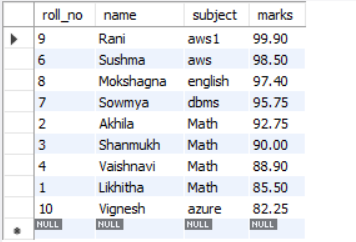 roll_no name subject marks
9 Rani aws1 99.90
6 Sushma aws 98.50
8 Mokshagna english 97.40
7 Sowmya dbms 95.75
2 Akhila Math 92.75
3 Shanmukh Math 90.00
4 Vaishnavi Math 88.90
1 Likhitha Math 85.50
10 Vignesh azure 82.25
NULL NULL NULL NULL